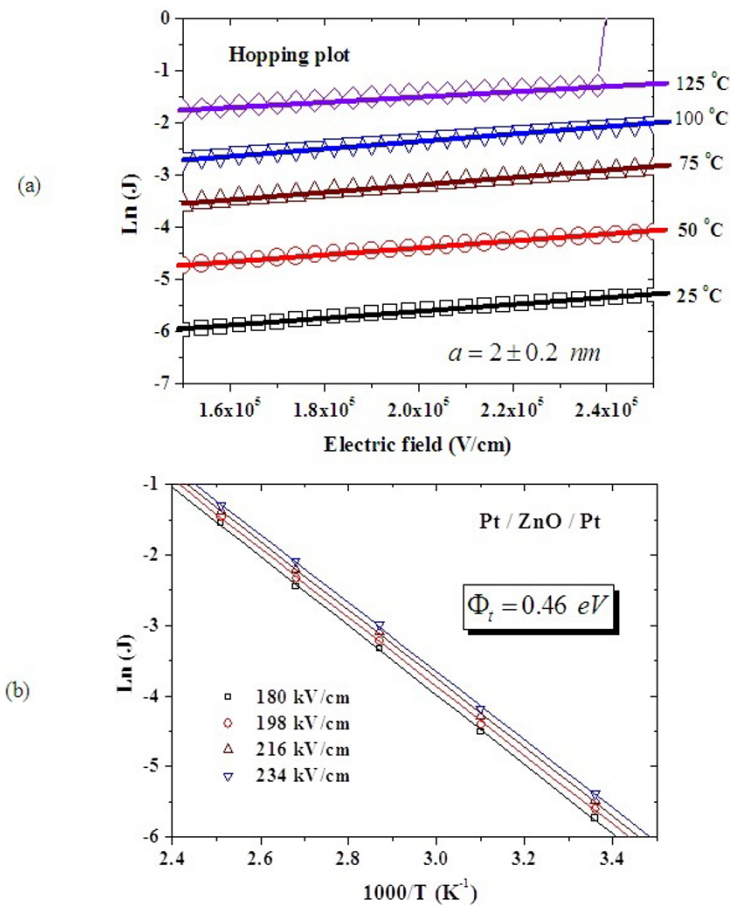 (a)
Hopping plot
0
-1
-2
-3
-4
-5
-6
-7
Ln (J)
125 °C
100 °C
75 °C
50 °C
25 °C
a = 2 ± 0.2 nm
1.6x10⁵ 1.8x10⁵ 2.0x10⁵ 2.2x10⁵ 2.4x10⁵
Electric field (V/cm)
(b)
-1
-2
-3
-4
-5
-6
Ln (J)
Pt / ZnO / Pt
Φt = 0.46 eV
180 kV/cm
198 kV/cm
216 kV/cm
234 kV/cm
2.4 2.6 2.8 3.0 3.2 3.4
1000/T (K⁻¹)